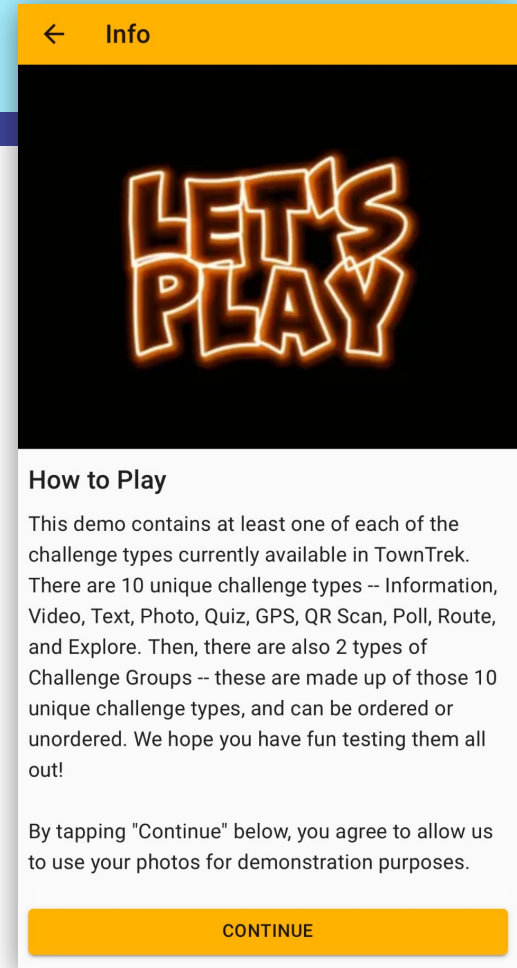 Info
LET'S
PLAY
How to Play
This demo contains at least one of each of the
challenge types currently available in TownTrek.
There are 10 unique challenge types -- Information,
Video, Text, Photo, Quiz, GPS, QR Scan, Poll, Route,
and Explore. Then, there are also 2 types of
Challenge Groups -- these are made up of those 10
unique challenge types, and can be ordered or
unordered. We hope you have fun testing them all
out!
By tapping "Continue" below, you agree to allow us
to use your photos for demonstration purposes.
CONTINUE